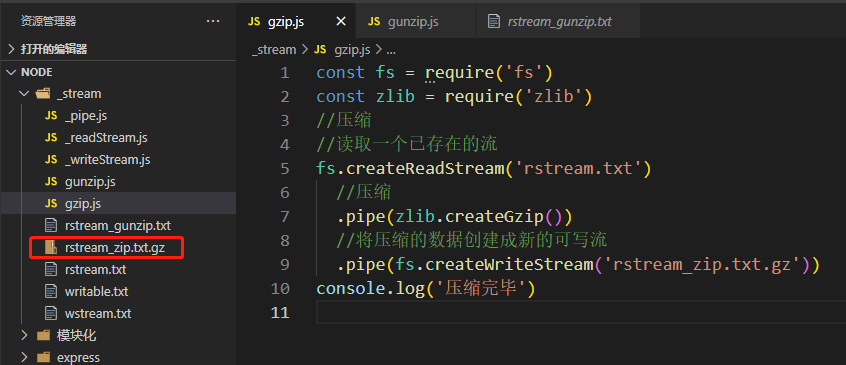 资源管理器 ···
打开的编辑器
NODE
_stream
JS _pipe.js
JS _readStream.js
JS _writeStream.js
JS gunzip.js
JS gzip.js
rstream_gunzip.txt
rstream_zip.txt.gz
rstream.txt
writable.txt
wstream.txt
模块化
express
JS gzip.js × JS gunzip.js rstream_gunzip.txt
_stream > JS gzip.js > ...
1 const fs = require('fs')
2 const zlib = require('zlib')
3 //压缩
4 //读取一个已存在的流
5 fs.createReadStream('rstream.txt')
6 //压缩
7 .pipe(zlib.createGzip())
8 //将压缩的数据创建成新的可写流
9 .pipe(fs.createWriteStream('rstream_zip.txt.gz'))
10 console.log('压缩完毕')
11